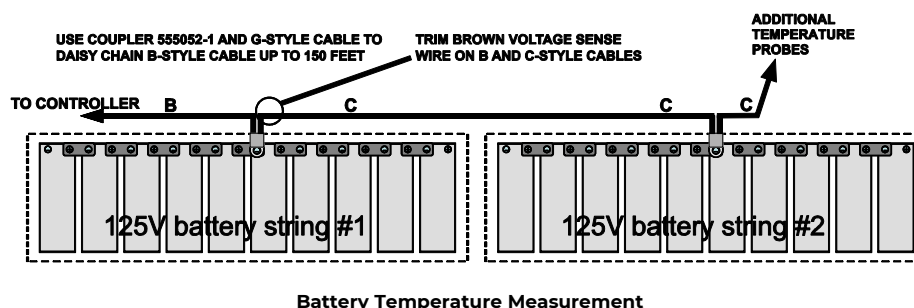 USE COUPLER 555052-1 AND G-STYLE CABLE TO
DAISY CHAIN B-STYLE CABLE UP TO 150 FEET
TRIM BROWN VOLTAGE SENSE
WIRE ON B AND C-STYLE CABLES
ADDITIONAL
TEMPERATURE
PROBES
TO CONTROLLER
B
C
C
C
125V battery string #1
125V battery string #2
Battery Temperature Measurement